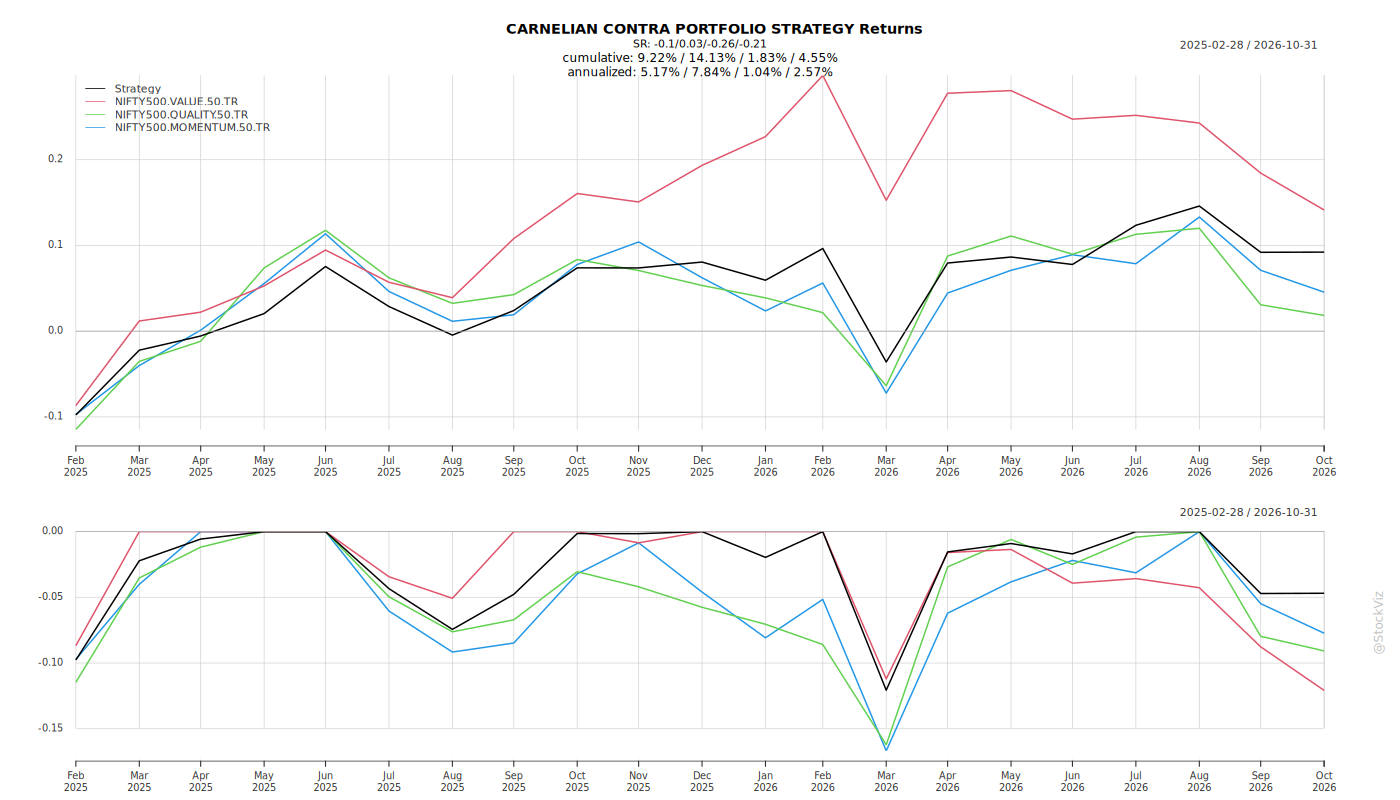 CARNELIAN CONTRA PORTFOLIO STRATEGY Returns
SR: -0.1/0.03/-0.26/-0.21
cumulative: 9.22% / 14.13% / 1.83% / 4.55%
annualized: 5.17% / 7.84% / 1.04% / 2.57%
2025-02-28 / 2026-10-31
Strategy
NIFTY500.VALUE.50.TR
NIFTY500.QUALITY.50.TR
NIFTY500.MOMENTUM.50.TR
0.2
0.1
0.0
-0.1
Feb Mar Apr May Jun Jul Aug Sep Oct Nov Dec Jan Feb Mar Apr May Jun Jul Aug Sep Oct
2025 2025 2025 2025 2025 2025 2025 2025 2025 2025 2025 2026 2026 2026 2026 2026 2026 2026 2026 2026 2026
2025-02-28 / 2026-10-31
0.00
-0.05
-0.10
-0.15
Feb Mar Apr May Jun Jul Aug Sep Oct Nov Dec Jan Feb Mar Apr May Jun Jul Aug Sep Oct
2025 2025 2025 2025 2025 2025 2025 2025 2025 2025 2025 2026 2026 2026 2026 2026 2026 2026 2026 2026 2026
@StockViz